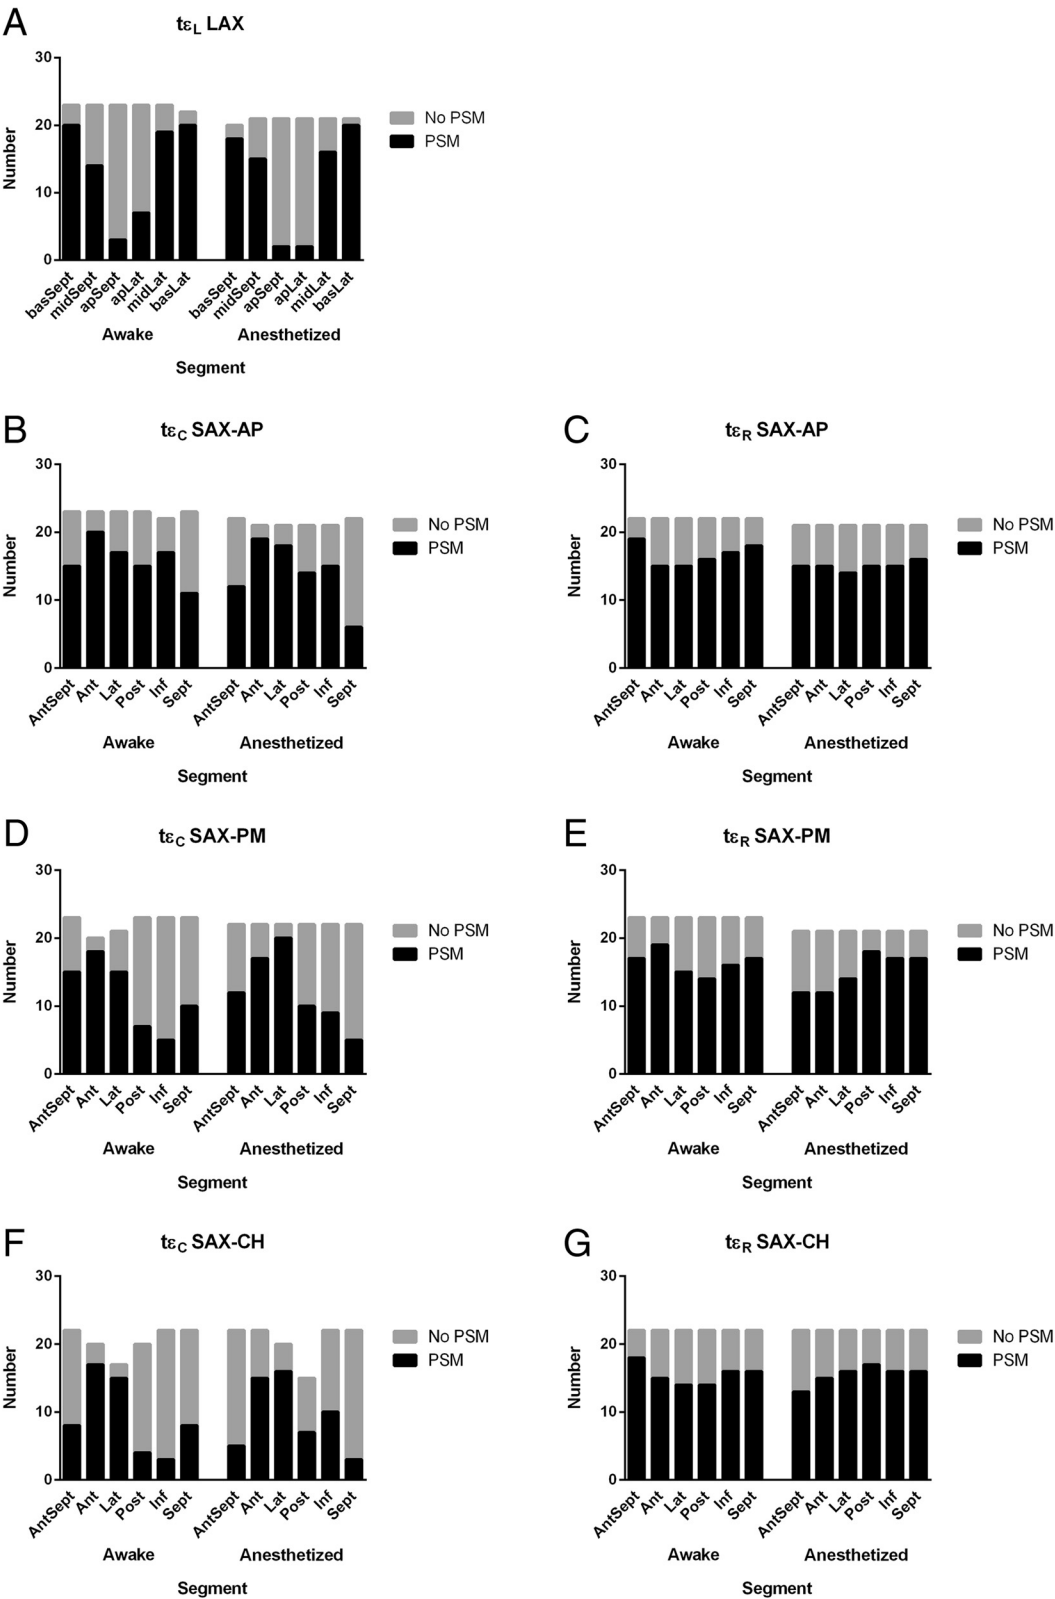 A
tεL LAX
30
20
10
0
Number
No PSM
PSM
basSept midSept apSept apLat midLat basLat basSept midSept apSept apLat midLat basLat
Awake Anesthetized
Segment
B
tεC SAX-AP
30
20
10
0
Number
No PSM
PSM
AntSept Ant Lat Post Inf Sept AntSept Ant Lat Post Inf Sept
Awake Anesthetized
Segment
C
tεR SAX-AP
30
20
10
0
Number
No PSM
PSM
AntSept Ant Lat Post Inf Sept AntSept Ant Lat Post Inf Sept
Awake Anesthetized
Segment
D
tεC SAX-PM
30
20
10
0
Number
No PSM
PSM
AntSept Ant Lat Post Inf Sept AntSept Ant Lat Post Inf Sept
Awake Anesthetized
Segment
E
tεR SAX-PM
30
20
10
0
Number
No PSM
PSM
AntSept Ant Lat Post Inf Sept AntSept Ant Lat Post Inf Sept
Awake Anesthetized
Segment
F
tεC SAX-CH
30
20
10
0
Number
No PSM
PSM
AntSept Ant Lat Post Inf Sept AntSept Ant Lat Post Inf Sept
Awake Anesthetized
Segment
G
tεR SAX-CH
30
20
10
0
Number
No PSM
PSM
AntSept Ant Lat Post Inf Sept AntSept Ant Lat Post Inf Sept
Awake Anesthetized
Segment